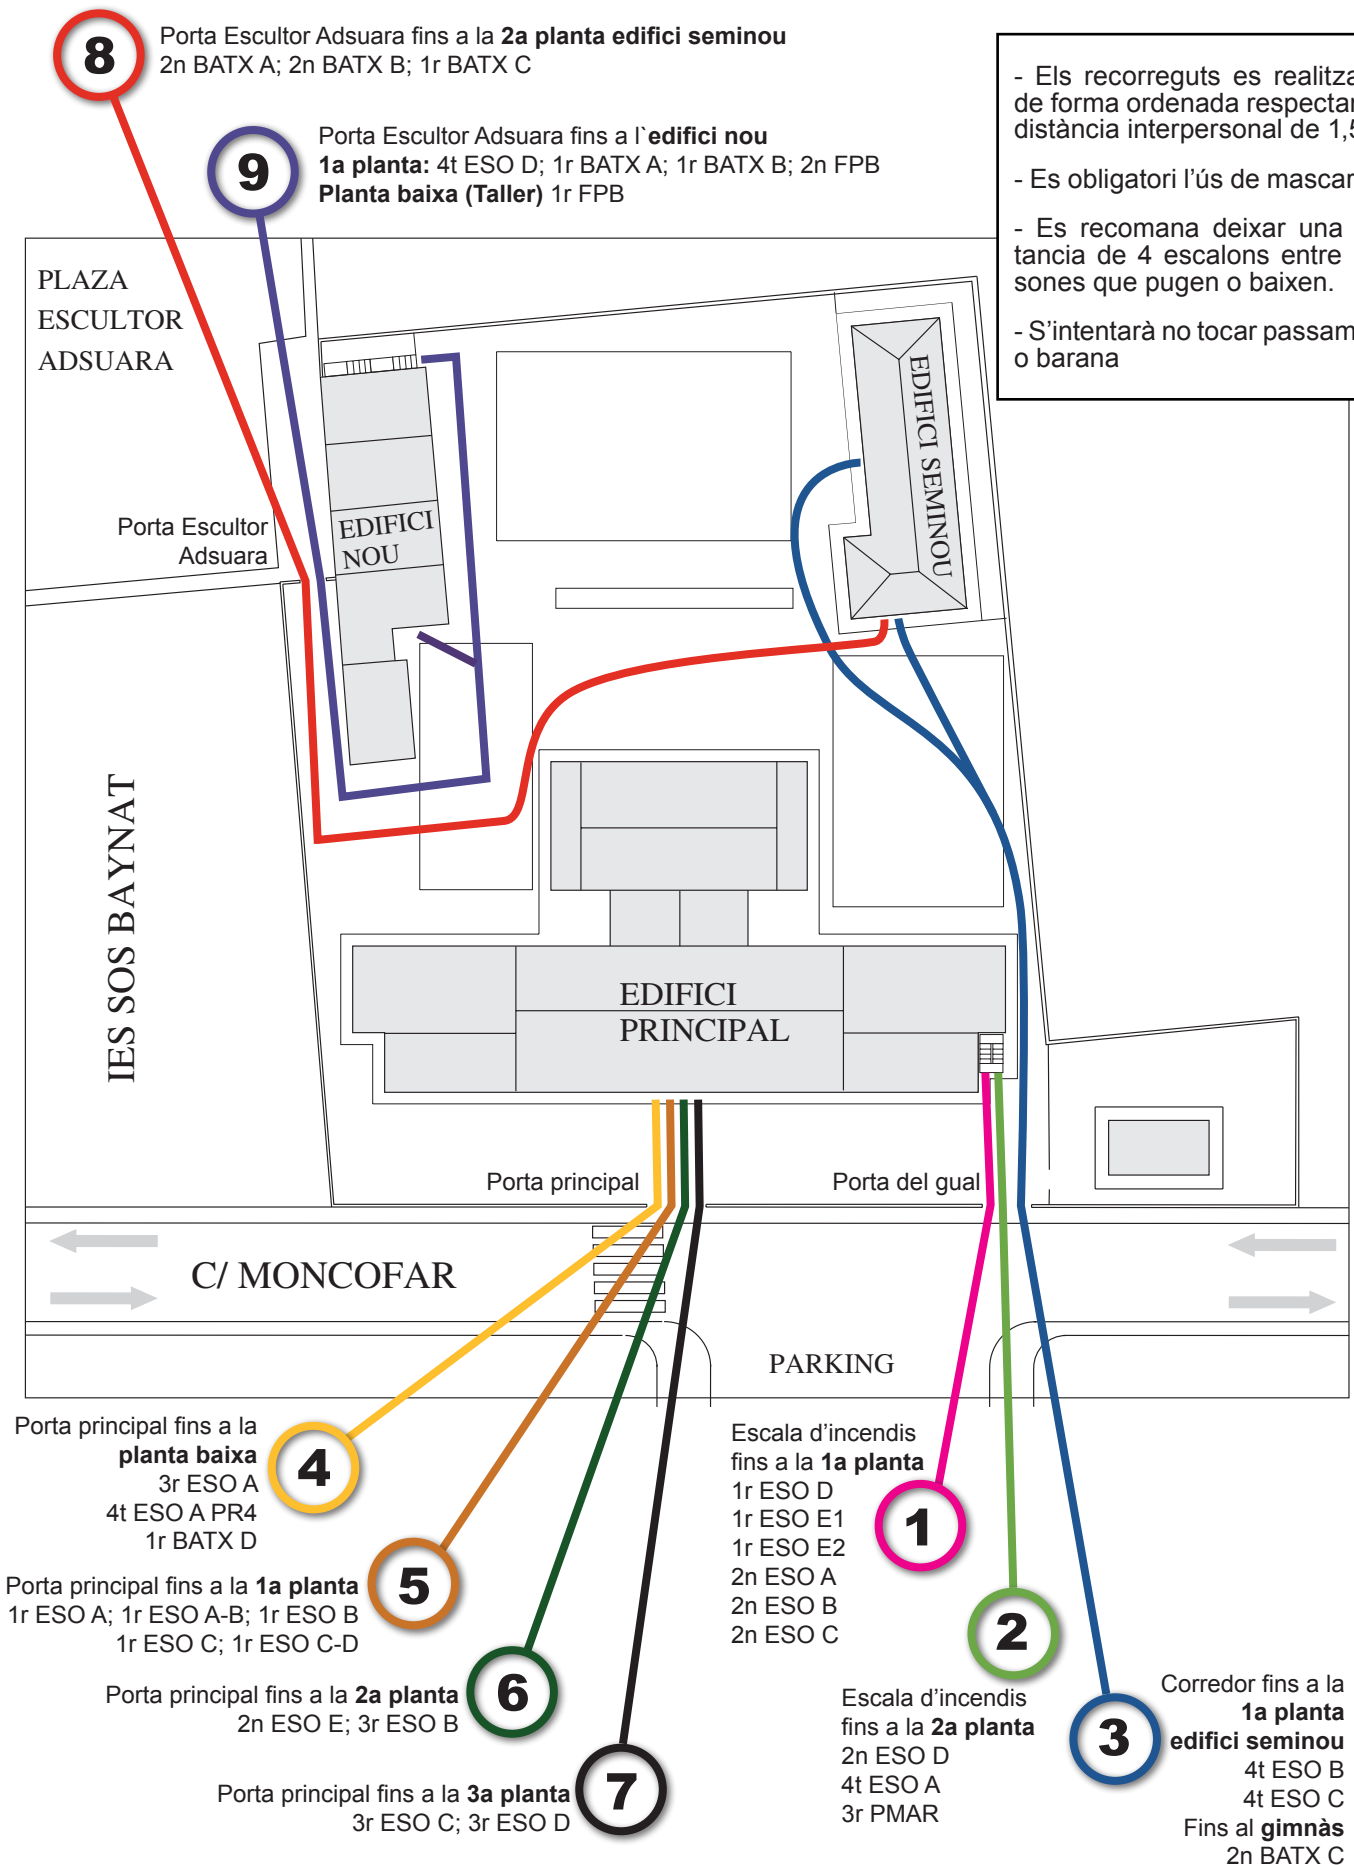 8
Porta Escultor Adsuara fins a la 2a planta edifici seminou
2n BATX A; 2n BATX B; 1r BATX C
9
Porta Escultor Adsuara fins a l`edifici nou
1a planta: 4t ESO D; 1r BATX A; 1r BATX B; 2n FPB
Planta baixa (Taller) 1r FPB
- Els recorreguts es realitza
de forma ordenada respectar
distància interpersonal de 1,5
- Es obligatori l’ús de mascar
- Es recomana deixar una
tancia de 4 escalons entre
sones que pugen o baixen.
- S’intentarà no tocar passam
o barana
PLAZA
ESCULTOR
ADSUARA
EDIFICI SEMINOU
Porta Escultor
Adsuara
EDIFICI
NOU
IES SOS BAYNAT
EDIFICI
PRINCIPAL
Porta principal
Porta del gual
C/ MONCOFAR
PARKING
Porta principal fins a la
planta baixa
3r ESO A
4t ESO A PR4
1r BATX D
4
Porta principal fins a la 1a planta
1r ESO A; 1r ESO A-B; 1r ESO B
1r ESO C; 1r ESO C-D
5
Porta principal fins a la 2a planta
2n ESO E; 3r ESO B
6
Porta principal fins a la 3a planta
3r ESO C; 3r ESO D
7
Escala d’incendis
fins a la 1a planta
1r ESO D
1r ESO E1
1r ESO E2
2n ESO A
2n ESO B
2n ESO C
1
2
Escala d’incendis
fins a la 2a planta
2n ESO D
4t ESO A
3r PMAR
3
Corredor fins a la
1a planta
edifici seminou
4t ESO B
4t ESO C
Fins al gimnàs
2n BATX C